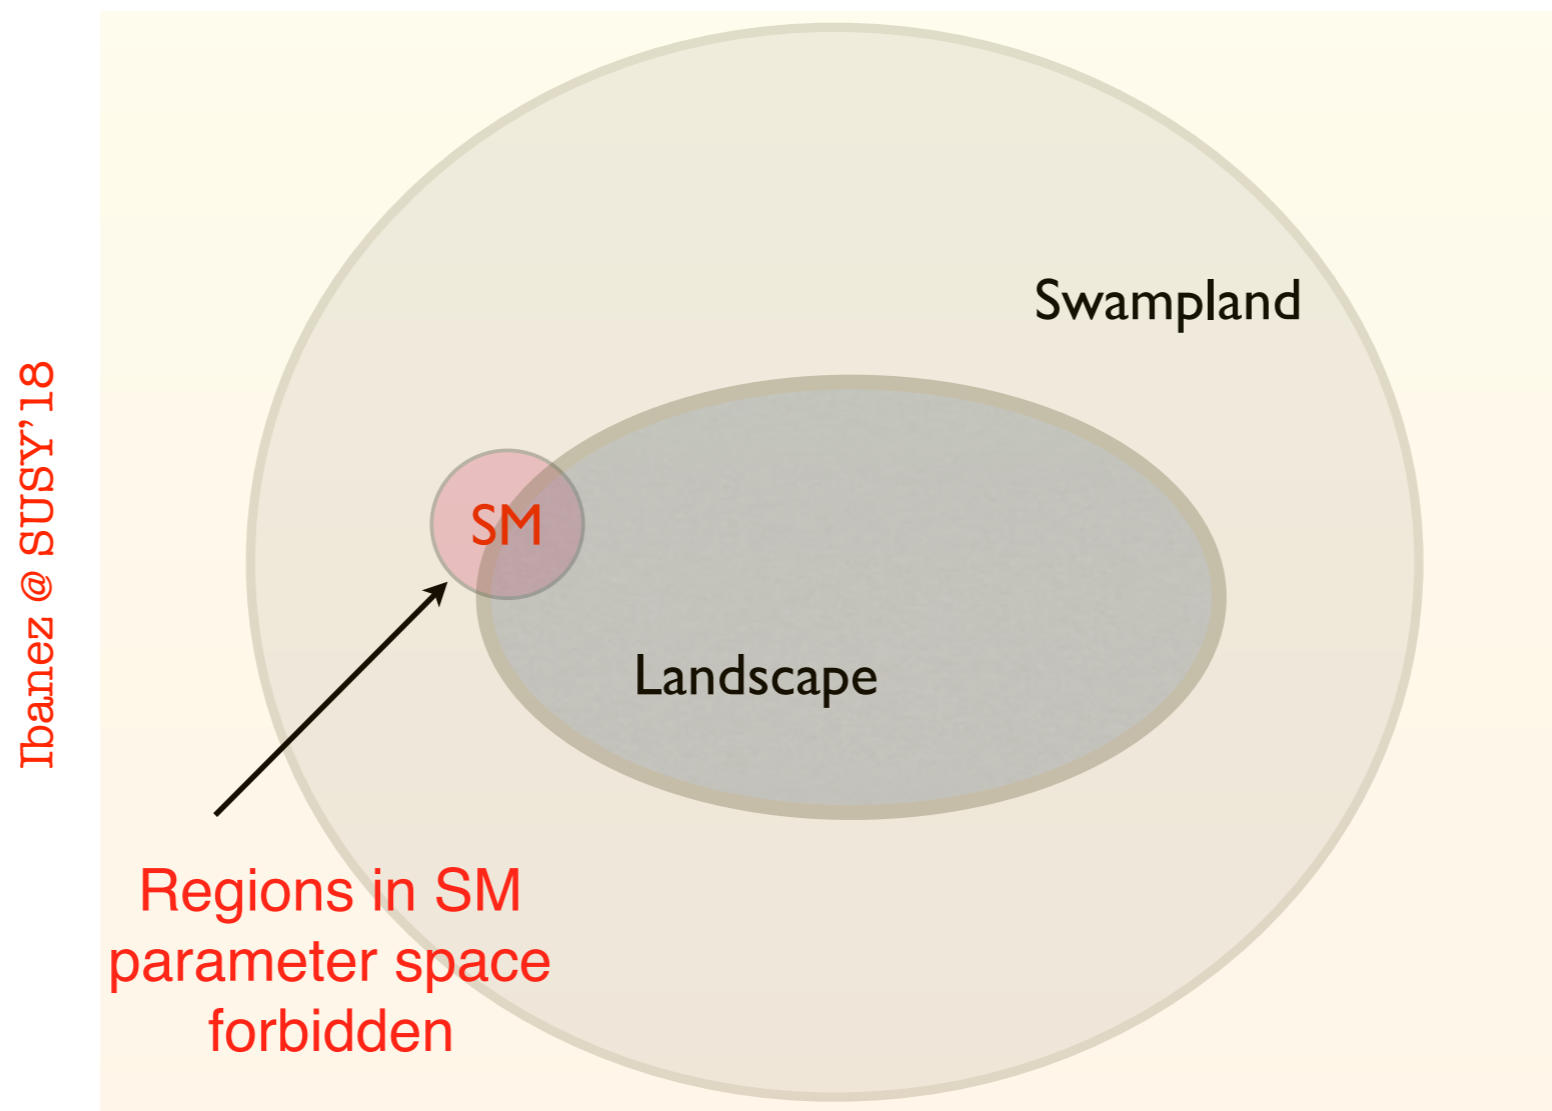 Ibanez @ SUSY'18
Swampland
SM
Landscape
Regions in SM
parameter space
forbidden